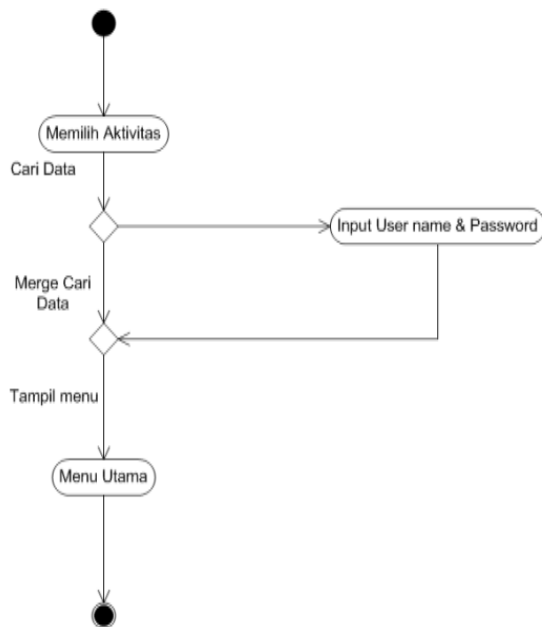 Memilih Aktivitas
Cari Data
Input User name & Password
Merge Cari
Data
Tampil menu
Menu Utama